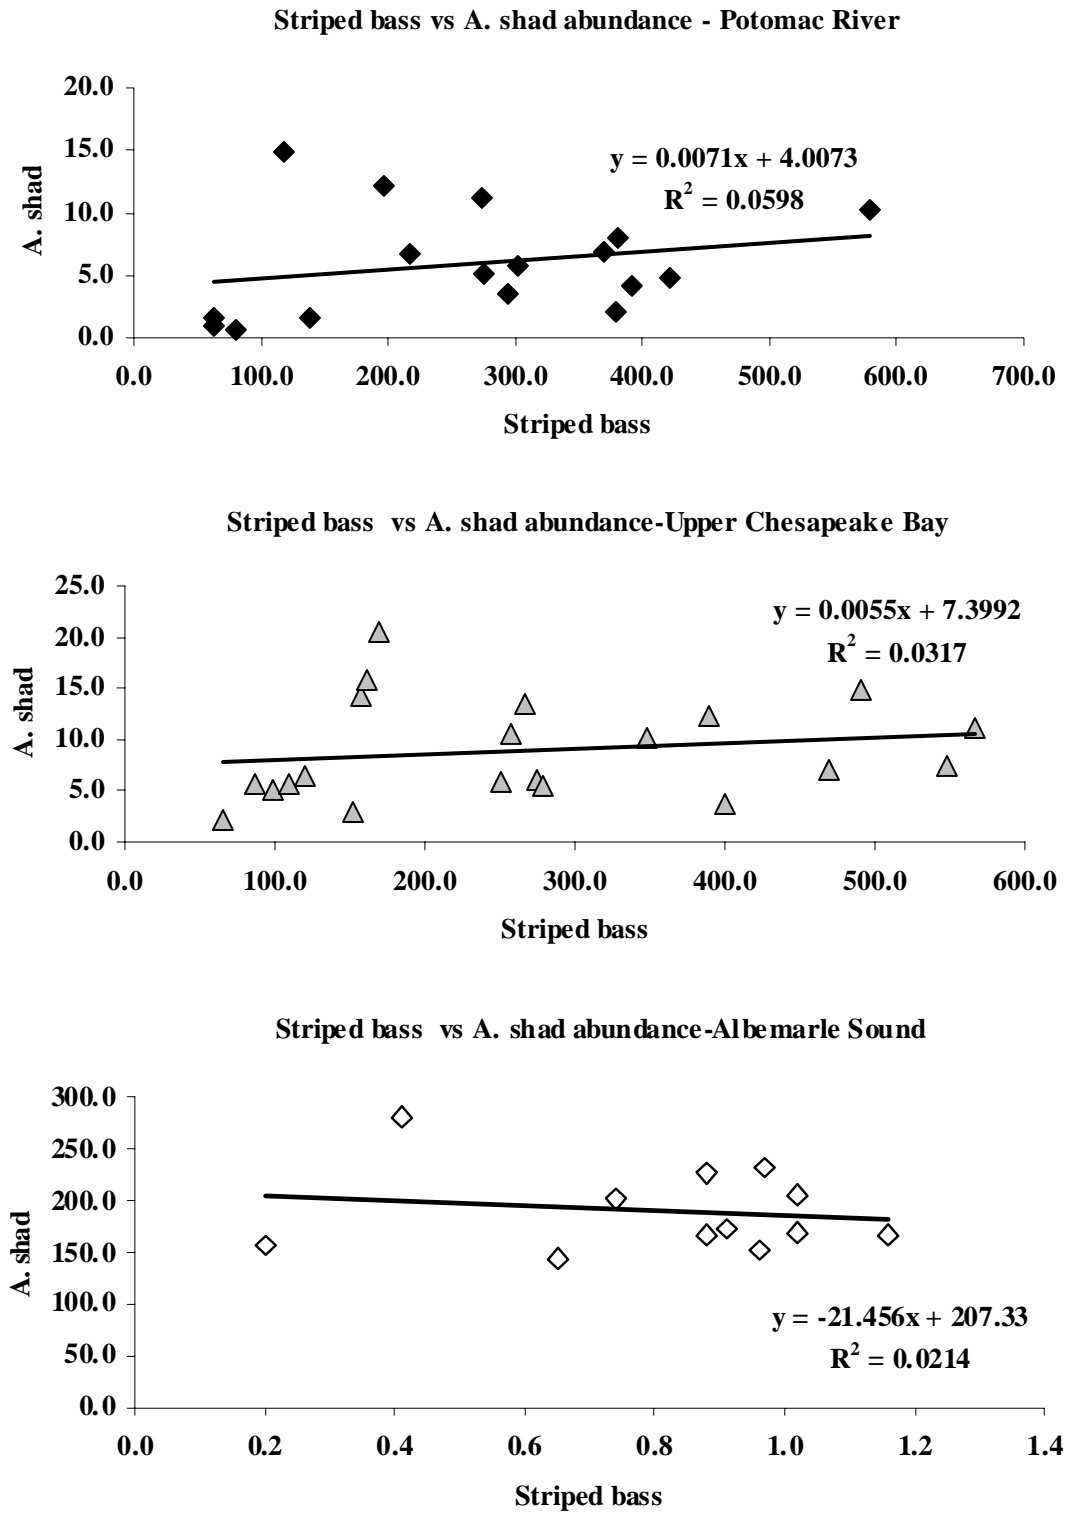 Striped bass vs A. shad abundance - Potomac River
20.0
15.0
10.0
5.0
0.0
A. shad
y = 0.0071x + 4.0073
R² = 0.0598
0.0 100.0 200.0 300.0 400.0 500.0 600.0 700.0
Striped bass
Striped bass vs A. shad abundance-Upper Chesapeake Bay
25.0
20.0
15.0
10.0
5.0
0.0
A. shad
y = 0.0055x + 7.3992
R² = 0.0317
0.0 100.0 200.0 300.0 400.0 500.0 600.0
Striped bass
Striped bass vs A. shad abundance-Albemarle Sound
300.0
250.0
200.0
150.0
100.0
50.0
0.0
A. shad
y = -21.456x + 207.33
R² = 0.0214
0.0 0.2 0.4 0.6 0.8 1.0 1.2 1.4
Striped bass